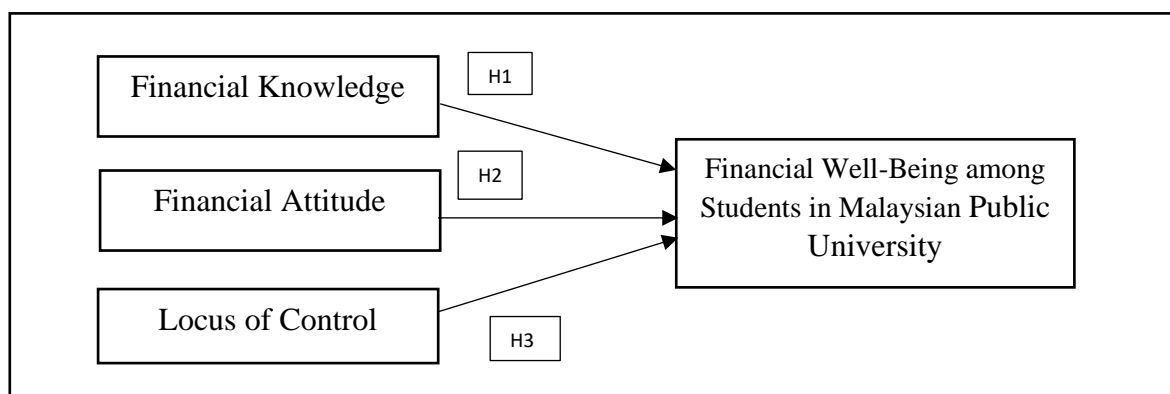 Financial Knowledge
H1
Financial Attitude
H2
Locus of Control
H3
Financial Well-Being among
Students in Malaysian Public
University